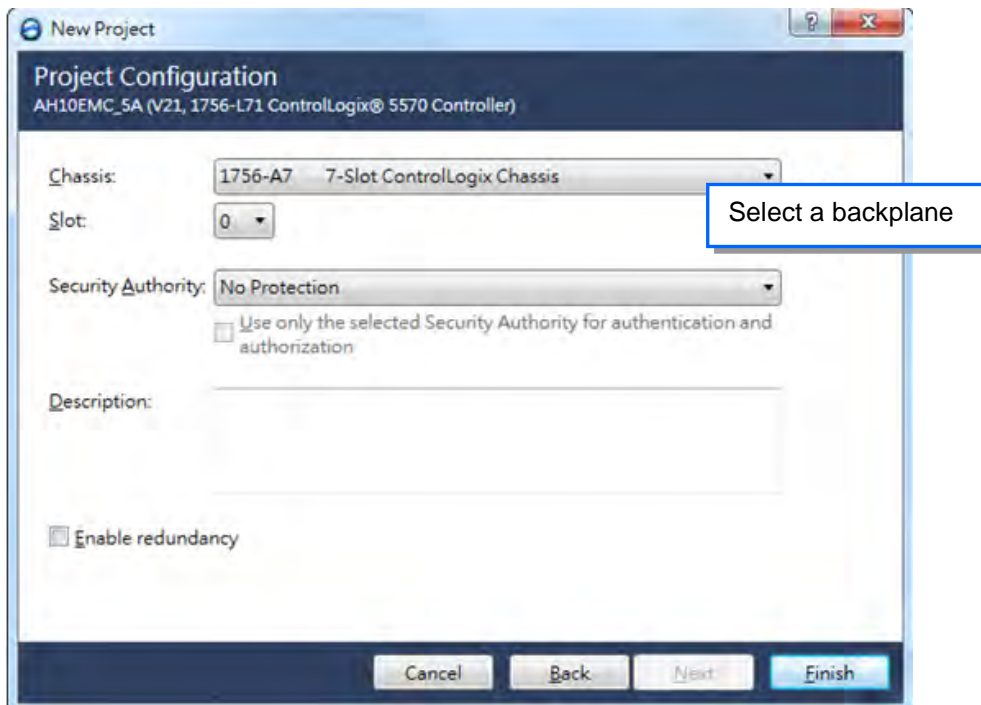 New Project
Project Configuration
AH10EMC_5A (V21, 1756-L71 ControlLogix® 5570 Controller)
Chassis: 1756-A7 7-Slot ControlLogix Chassis
Select a backplane
Slot: 0
Security Authority: No Protection
Use only the selected Security Authority for authentication and
authorization
Description:
Enable redundancy
Cancel Back Next Finish